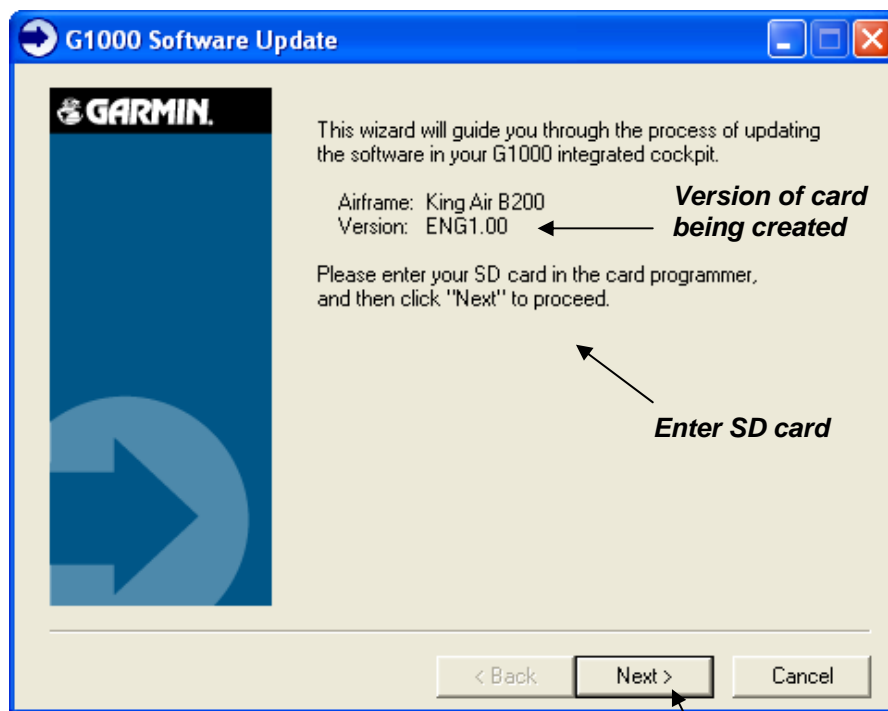 G1000 Software Update
GARMIN.
This wizard will guide you through the process of updating
the software in your G1000 integrated cockpit.
Airframe: King Air B200
Version: ENG1.00
Version of card
being created
Please enter your SD card in the card programmer,
and then click "Next" to proceed.
Enter SD card
< Back
Next >
Cancel